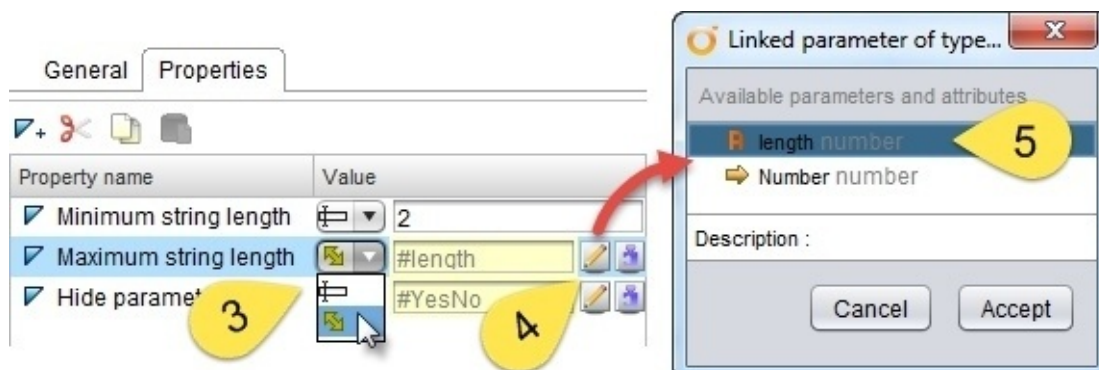 General Properties
Property name Value
Minimum string length 2
Maximum string length #length
Hide paramet #YesNo
3
4
Linked parameter of type...
Available parameters and attributes
length number
Number number
5
Description :
Cancel Accept